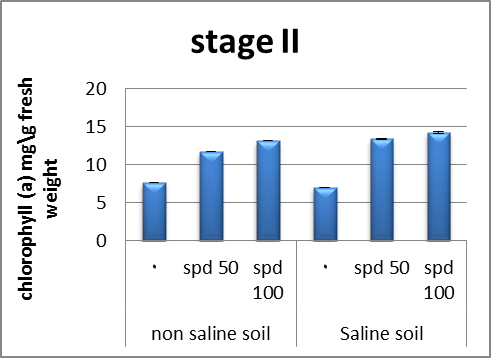 stage II
chlorophyll (a) mg\g fresh
weight
20
15
10
5
0
spd 50
spd
100
spd 50
spd
100
non saline soil
Saline soil